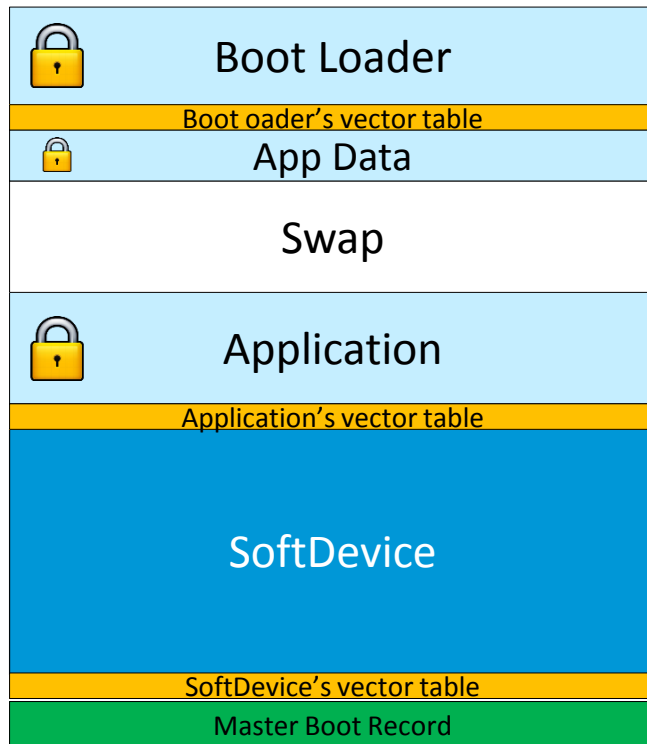 Boot Loader
Boot oader's vector table
App Data
Swap
Application
Application's vector table
SoftDevice
SoftDevice's vector table
Master Boot Record